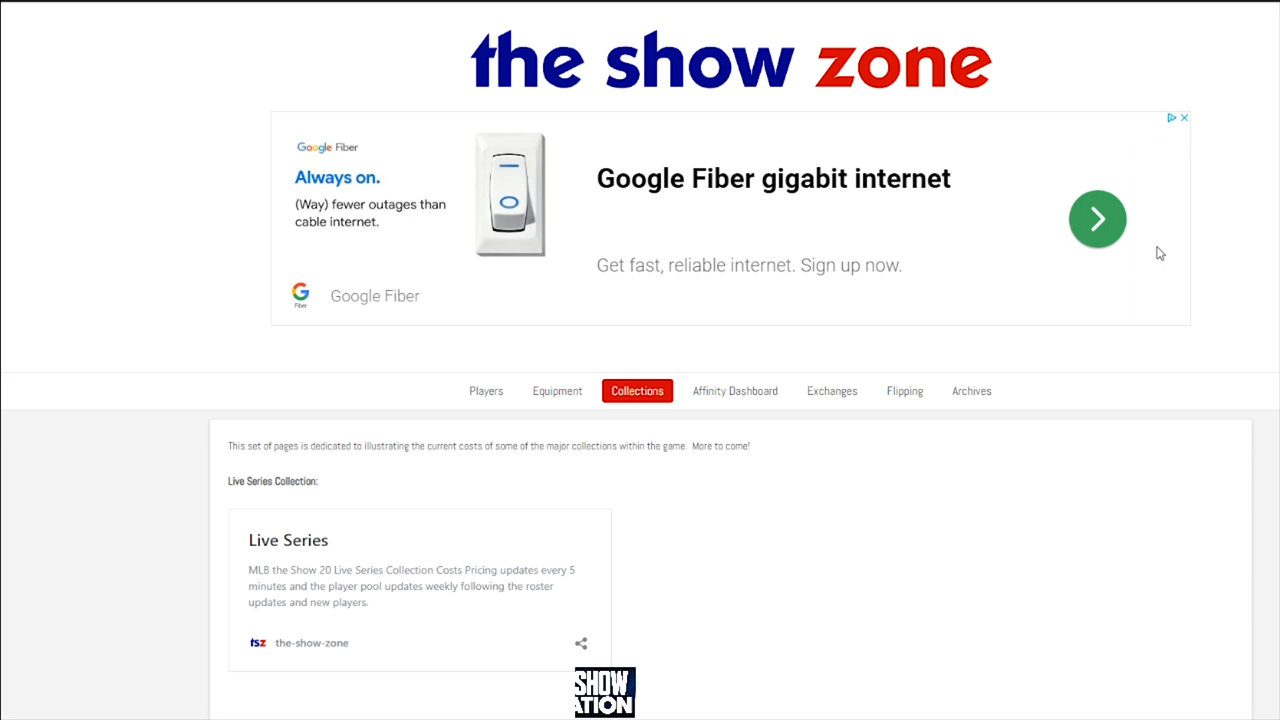 the show zone
Google Fiber
Always on.
(Way) fewer outages than
cable internet.
Fiber
Google Fiber
Google Fiber gigabit internet
Get fast, reliable internet. Sign up now.
Players Equipment Collections Affinity Dashboard Exchanges Flipping Archives
This set of pages is dedicated to illustrating the current costs of some of the major collections within the game. More to come!
Live Series Collection:
Live Series
MLB the Show 20 Live Series Collection Costs Pricing updates every 5
minutes and the player pool updates weekly following the roster
updates and new players.
tsz the-show-zone
SHOW
ATION